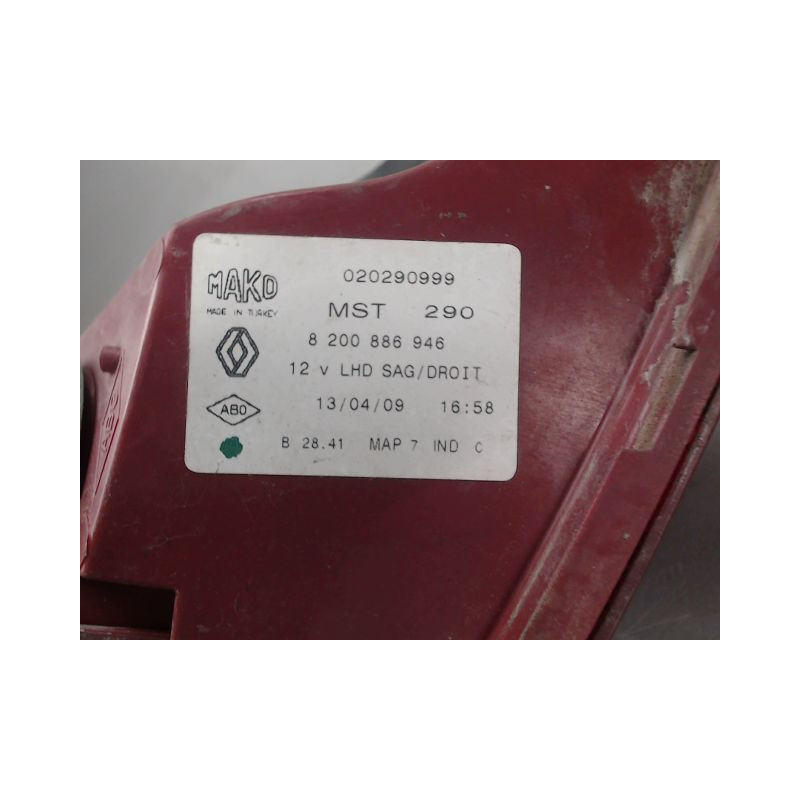 MAKO 020290999
MADE IN TURKEY MST 290
8 200 886 946
12 v LHD SAG/DROIT
ABO 13/04/09 16:58
B 28.41 MAP 7 IND C